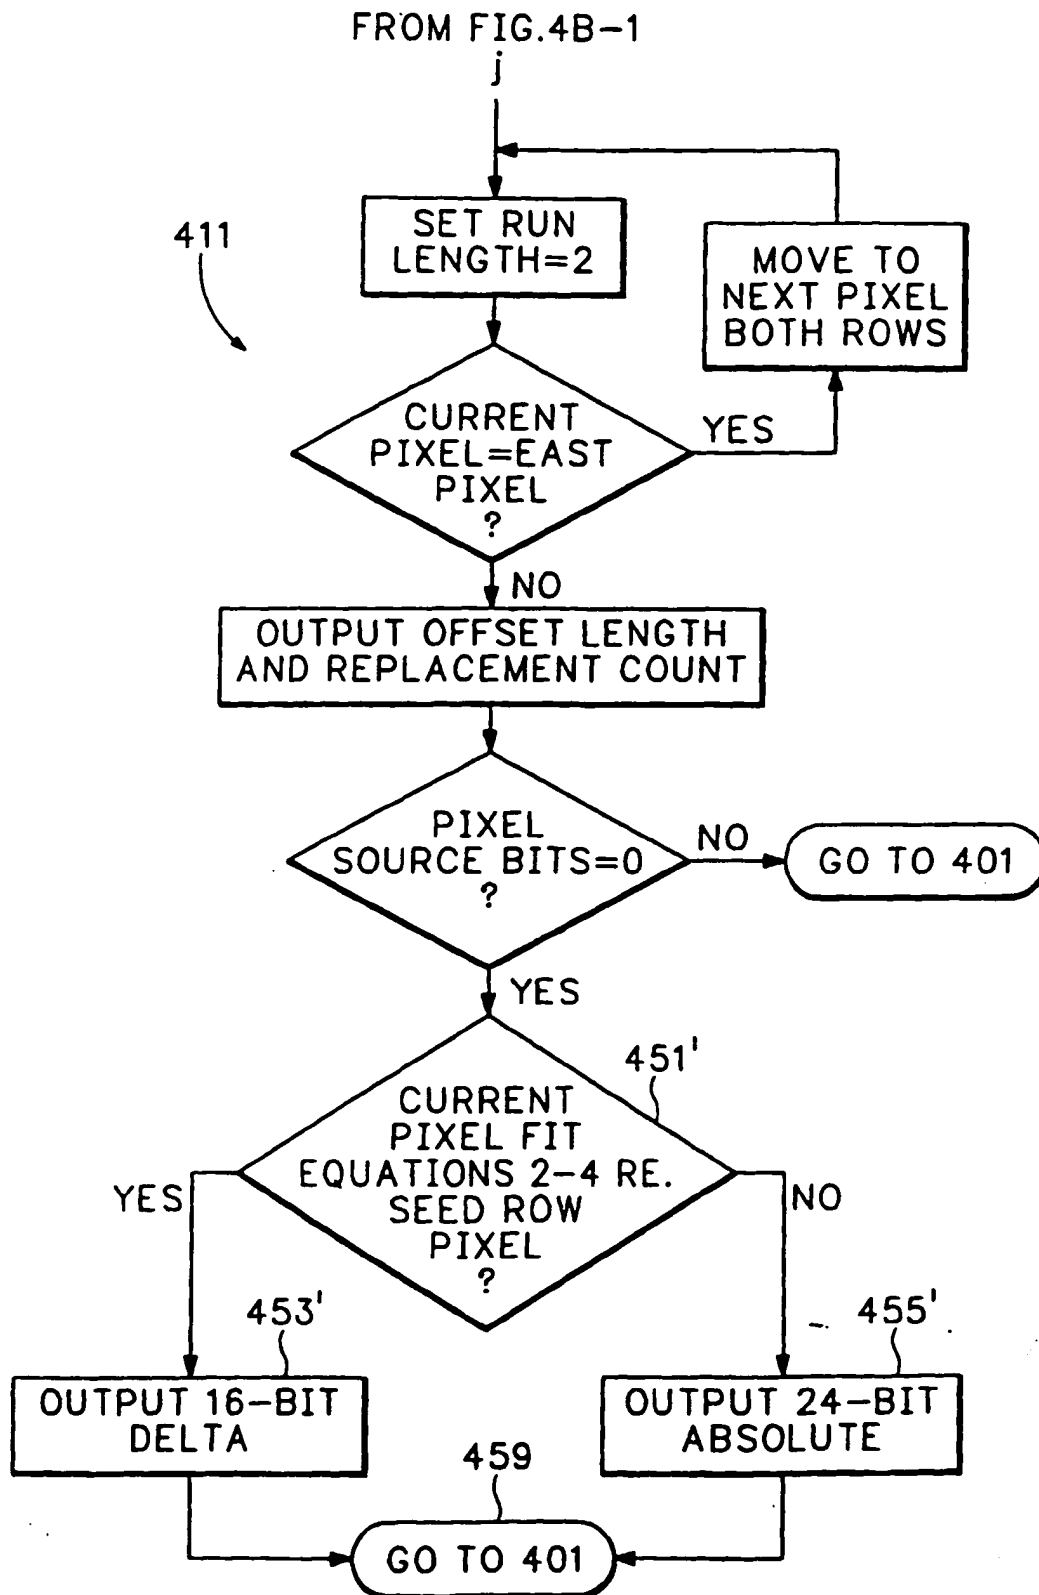 FROM FIG.4B-1
j
411
SET RUN
LENGTH=2
MOVE TO
NEXT PIXEL
BOTH ROWS
CURRENT
PIXEL=EAST
PIXEL
?
YES
NO
OUTPUT OFFSET LENGTH
AND REPLACEMENT COUNT
PIXEL
SOURCE BITS=0
?
NO
GO TO 401
YES
451'
CURRENT
PIXEL FIT
EQUATIONS 2-4 RE.
SEED ROW
PIXEL
?
YES
NO
453'
455'
OUTPUT 16-BIT
DELTA
OUTPUT 24-BIT
ABSOLUTE
459
GO TO 401